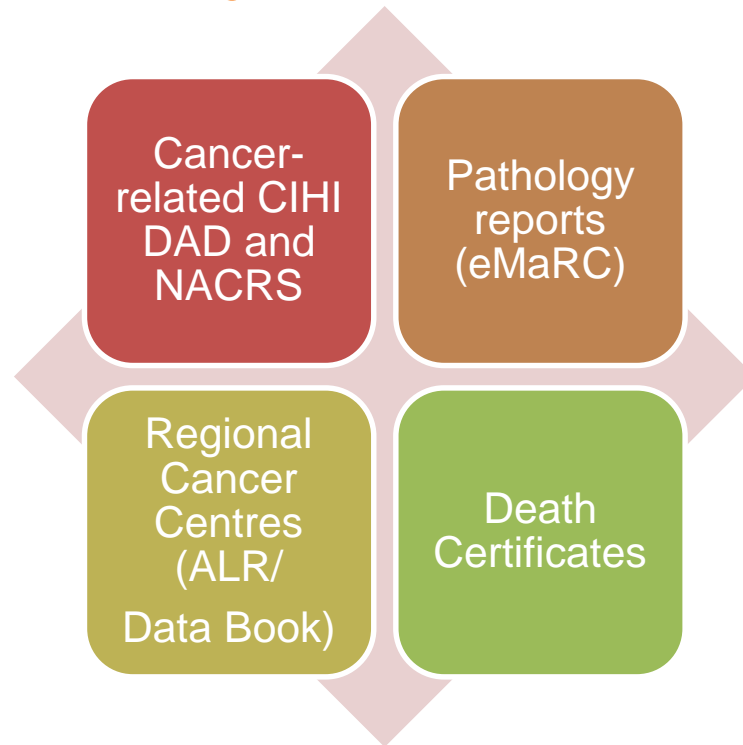 Cancer-
related CIHI
DAD and
NACRS
Pathology
reports
(eMaRC)
Regional
Cancer
Centres
(ALR/
Data Book)
Death
Certificates